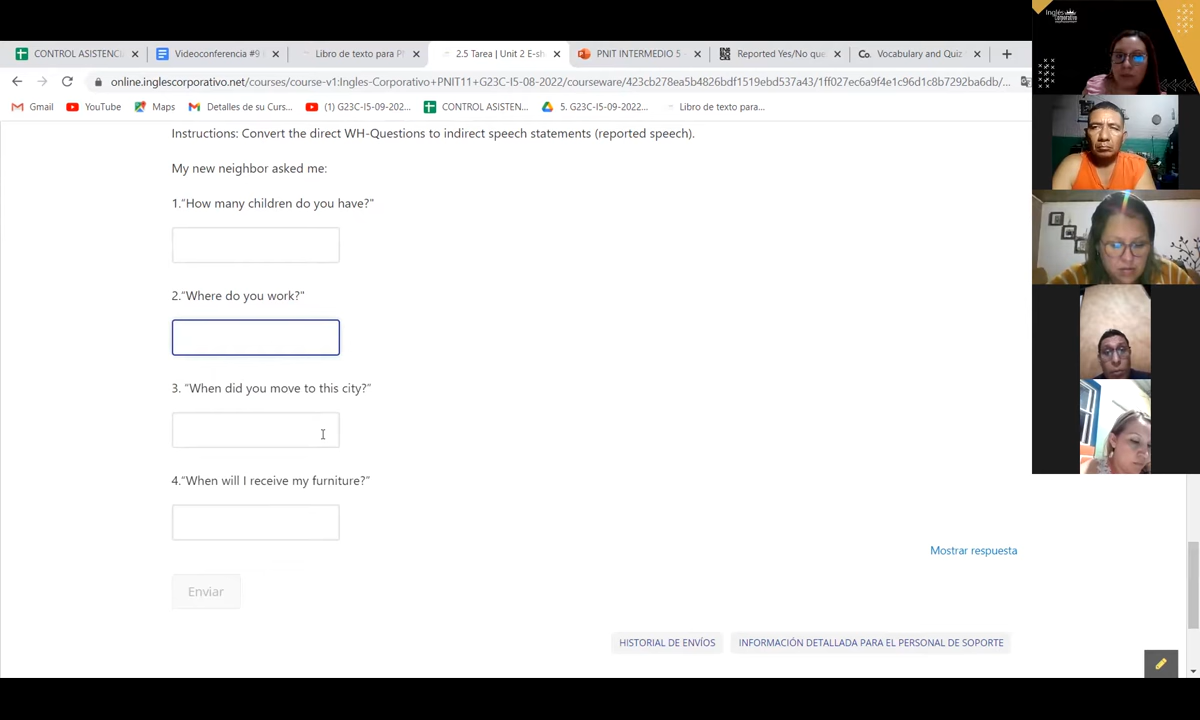 CONTROL ASISTENCI
Videoconferencia #9
Libro de texto para P
2.5 Tarea | Unit 2 E-sh
PNIT INTERMEDIO 5
Reported Yes/No que
Co. Vocabulary and Quiz
online.inglescorporativo.net/courses/course-v1:Ingles-Corporativo+PNIT11+G23C-I5-08-2022/courseware/423cb278ea5b4826bdf1519ebd537a43/1ff027ec6a9f4e1c96d1c8b7292ba6db/...
Gmail
YouTube
Maps
Detalles de su Curs...
(1) G23C-I5-09-202...
CONTROL ASISTEN...
5. G23C-I5-09-2022...
Libro de texto para...
Inglés
Corporativo
Instructions: Convert the direct WH-Questions to indirect speech statements (reported speech).
My new neighbor asked me:
1."How many children do you have?"
2."Where do you work?"
3. "When did you move to this city?"
4."When will I receive my furniture?"
Mostrar respuesta
Enviar
HISTORIAL DE ENVÍOS
INFORMACIÓN DETALLADA PARA EL PERSONAL DE SOPORTE